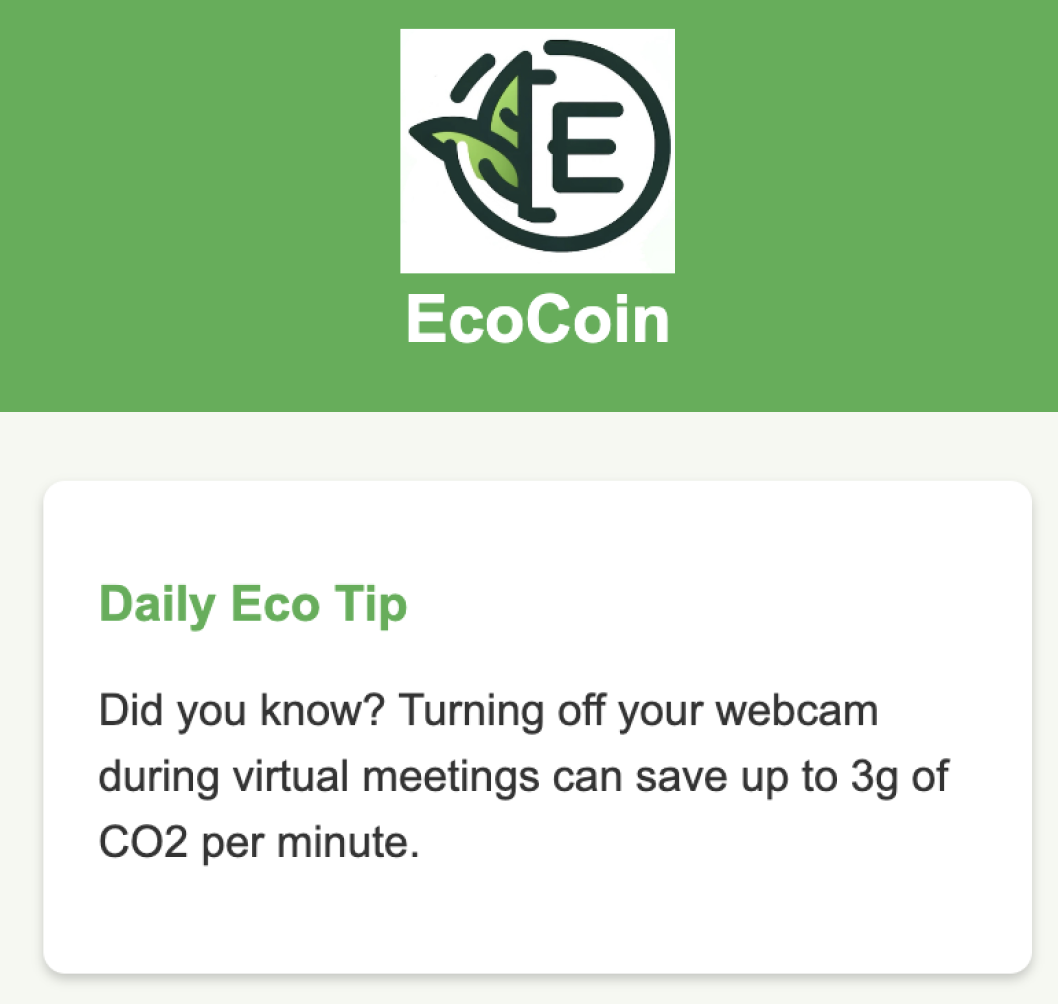 E
EcoCoin
Daily Eco Tip
Did you know? Turning off your webcam
during virtual meetings can save up to 3g of
CO2 per minute.